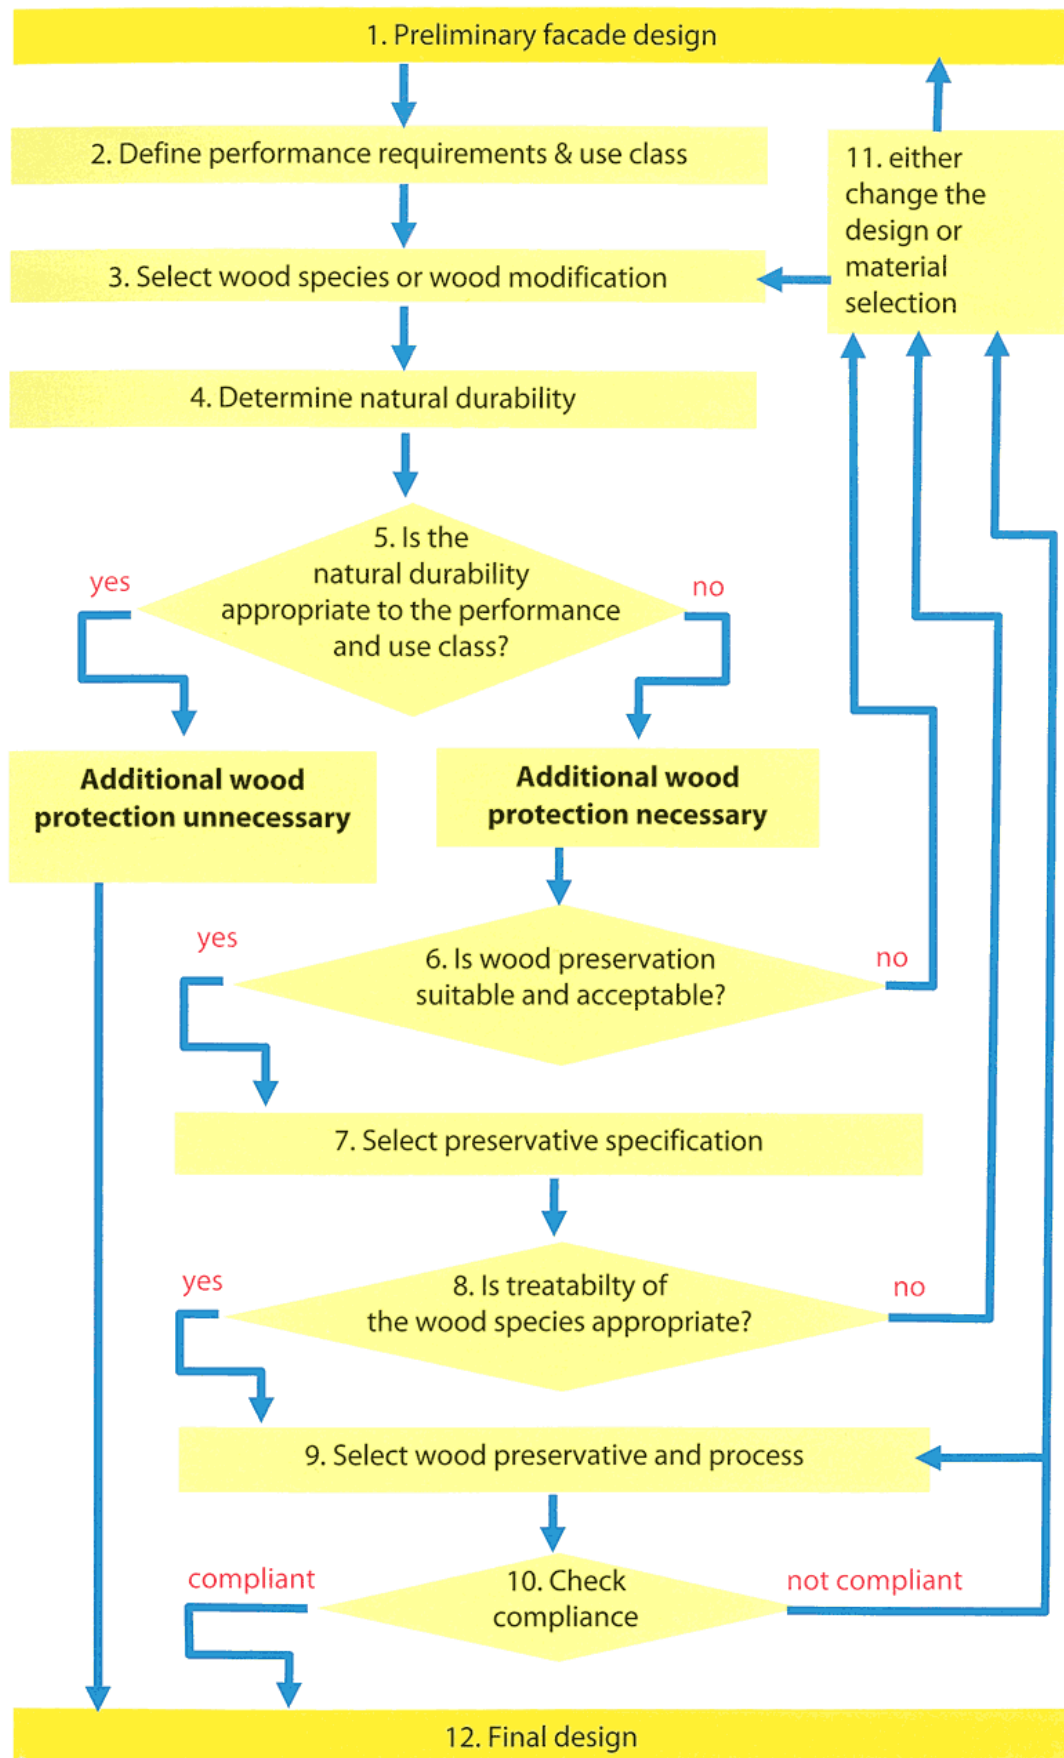 1. Preliminary facade design
2. Define performance requirements & use class
11. either
change the
design or
material
selection
3. Select wood species or wood modification
4. Determine natural durability
5. Is the
natural durability
appropriate to the performance
and use class?
yes
no
Additional wood
protection unnecessary
Additional wood
protection necessary
6. Is wood preservation
suitable and acceptable?
yes
no
7. Select preservative specification
8. Is treatabilty of
the wood species appropriate?
yes
no
9. Select wood preservative and process
10. Check
compliance
compliant
not compliant
12. Final design